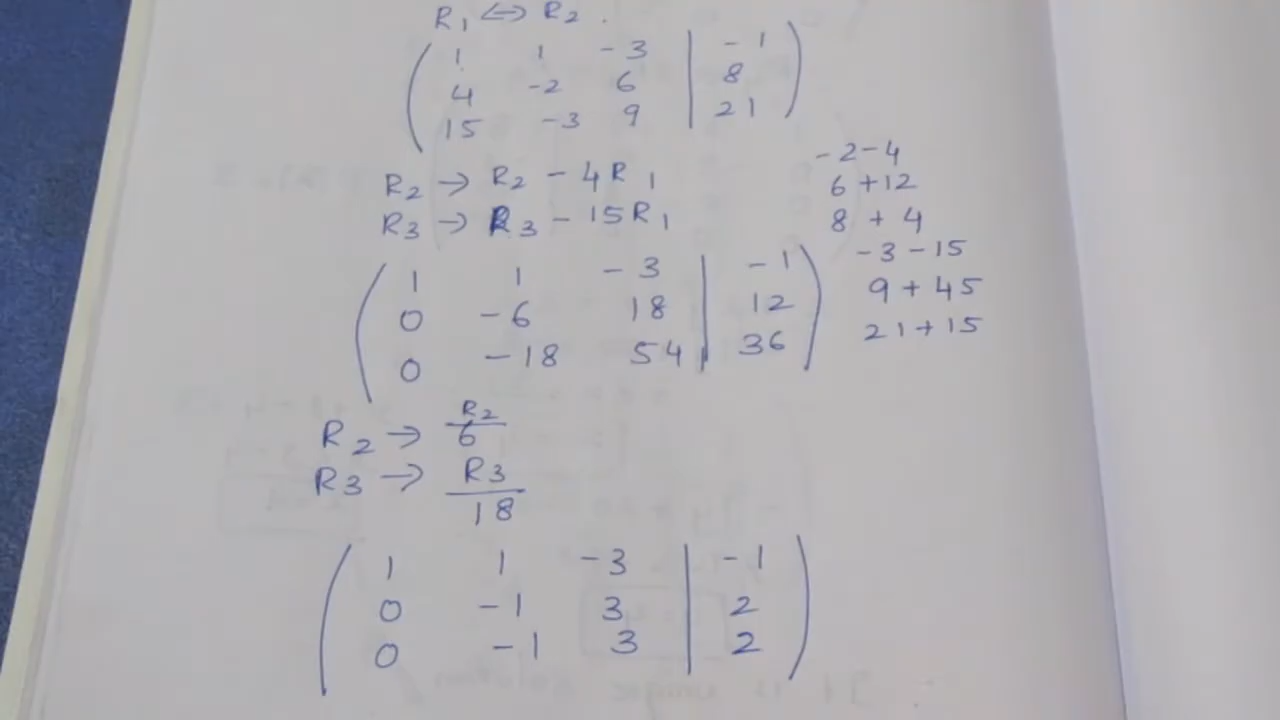 R1 <-> R2 .
1 1 -3 | -1
4 -2 6 | 8
15 -3 9 | 21
R2 → R2 - 4R1
R3 → R3 - 15R1
-2-4
6 +12
8 + 4
-3 -15
9 + 45
21 + 15
1 1 -3 | -1
0 -6 18 | 12
0 -18 54 | 36
R2 → R2/6
R3 → R3/18
1 1 -3 | -1
0 -1 3 | 2
0 -1 3 | 2